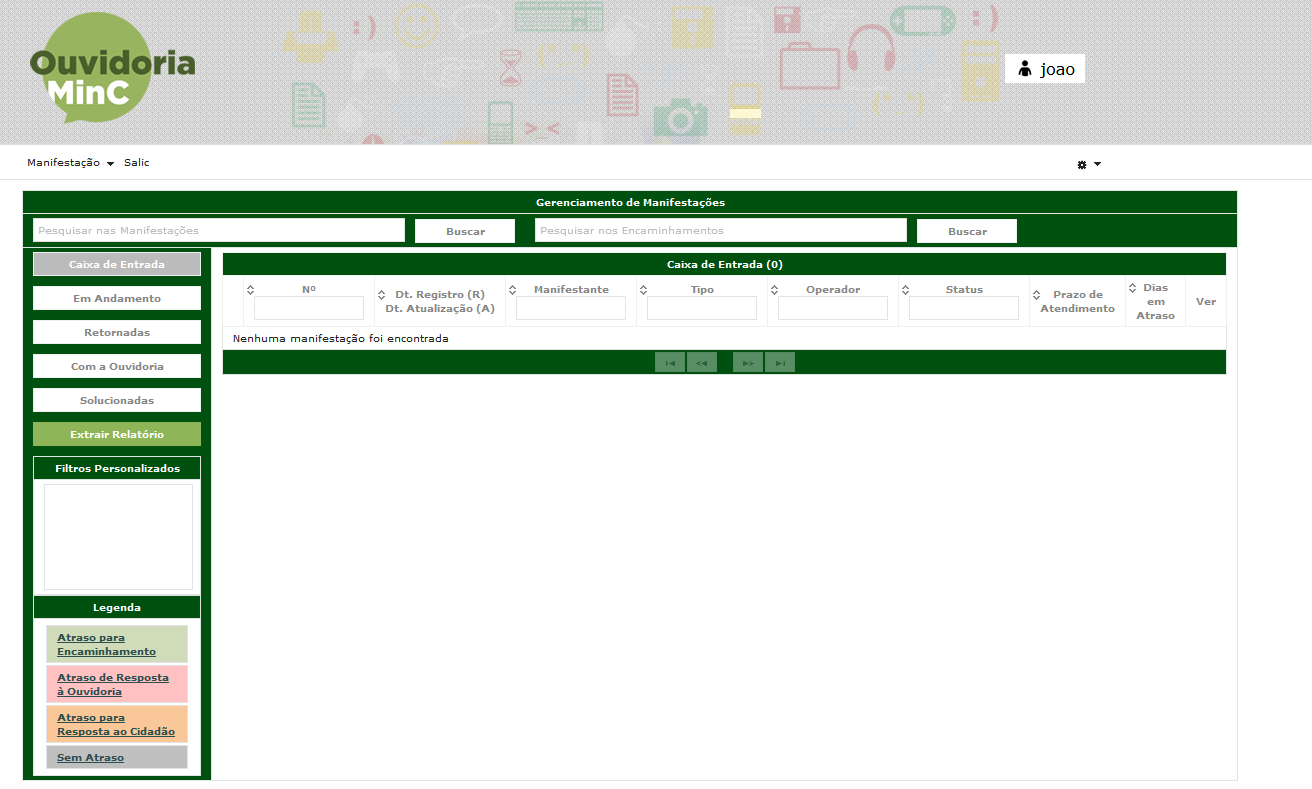 Ouvidoria
MinC
:)
:)
>_<
joao
Manifestação
Salic
Gerenciamento de Manifestações
Pesquisar nas Manifestações
Buscar
Pesquisar nos Encaminhamentos
Buscar
Caixa de Entrada
Em Andamento
Retornadas
Com a Ouvidoria
Solucionadas
Extrair Relatório
Filtros Personalizados
Legenda
Atraso para
Encaminhamento
Atraso de Resposta
à Ouvidoria
Atraso para
Resposta ao Cidadão
Sem Atraso
Caixa de Entrada (0)
Nº
Dt. Registro (R)
Dt. Atualização (A)
Manifestante
Tipo
Operador
Status
Prazo de
Atendimento
Dias
em
Atraso
Ver
Nenhuma manifestação foi encontrada